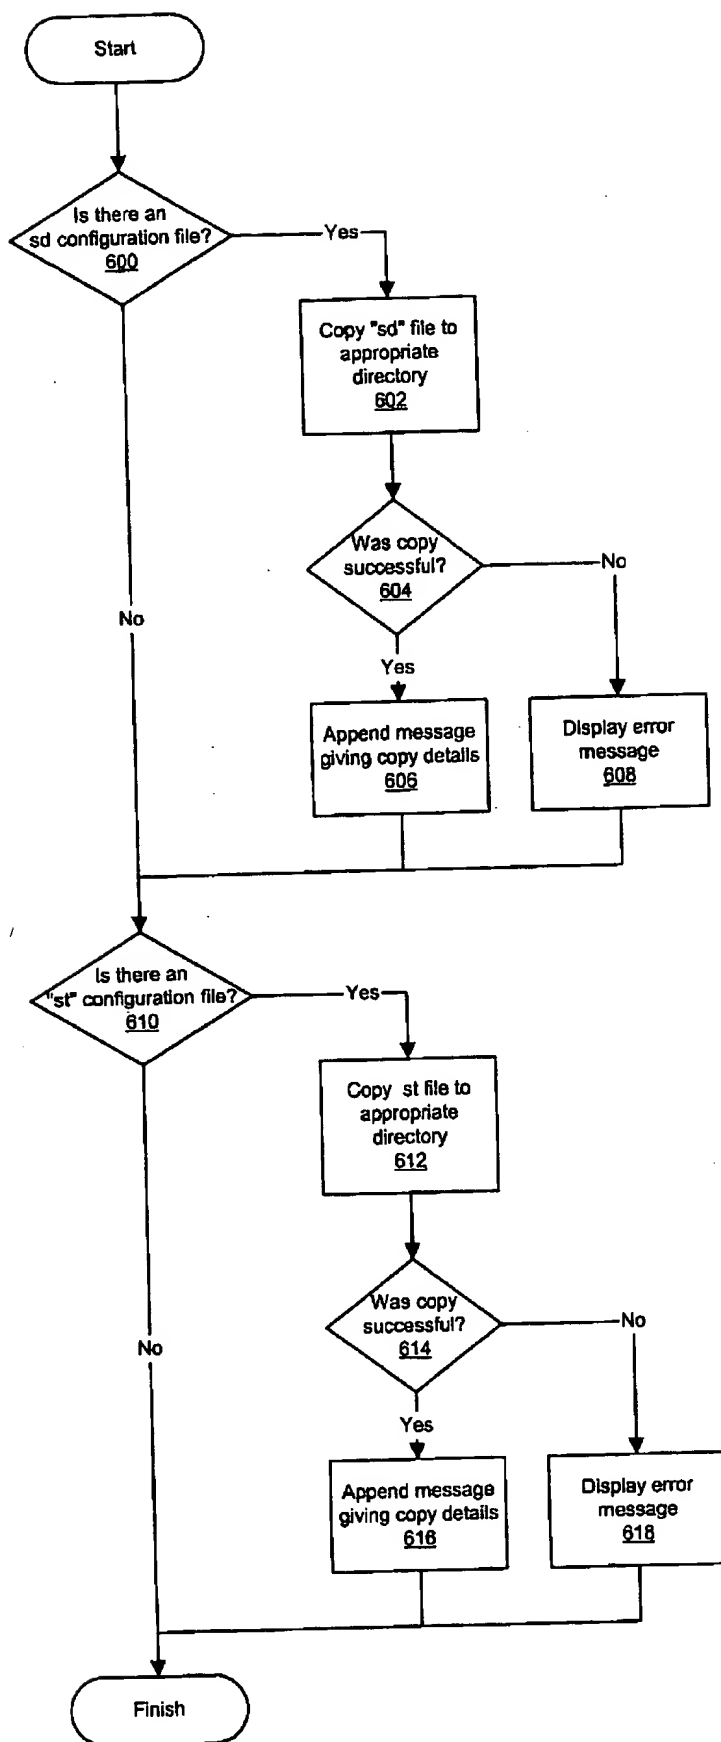 Start
Is there an
sd configuration file?
600
Yes
Copy "sd" file to
appropriate
directory
602
Was copy
successful?
604
No
No
Yes
Append message
giving copy details
606
Display error
message
608
Is there an
"st" configuration file?
610
Yes
Copy st file to
appropriate
directory
612
Was copy
successful?
614
No
No
Yes
Append message
giving copy details
616
Display error
message
618
Finish